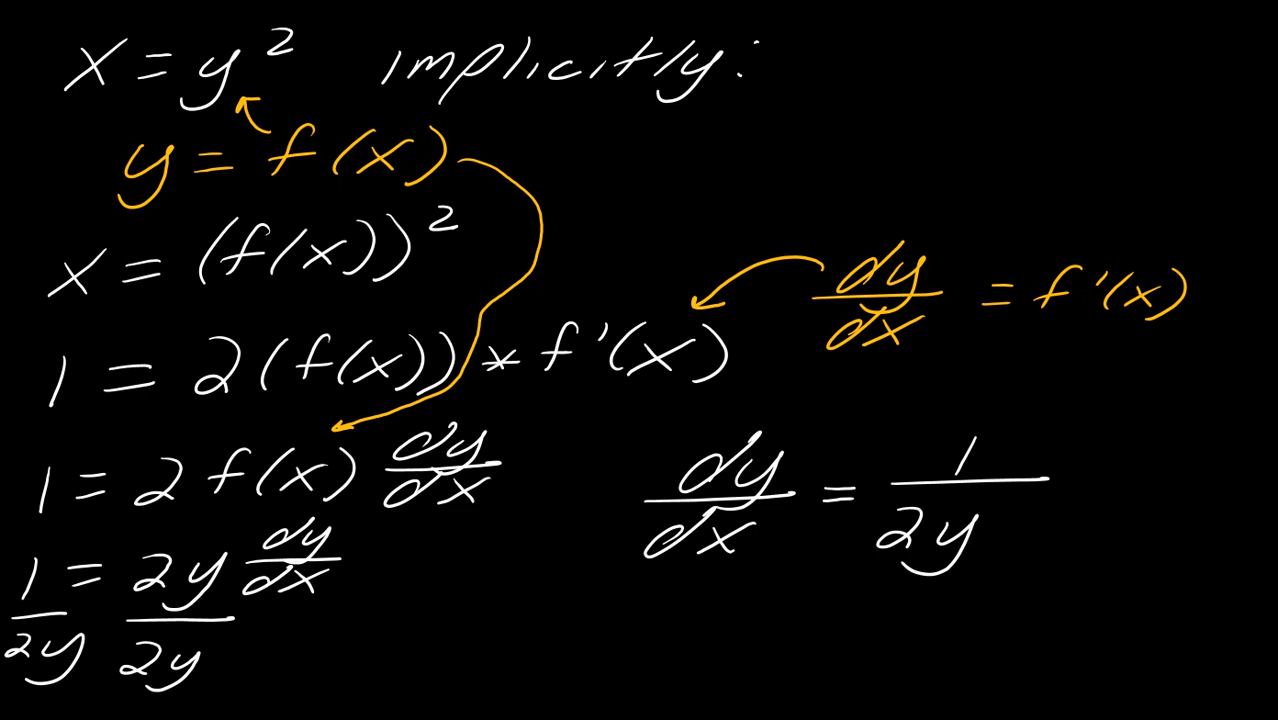 x = y² implicitly:
y = f(x)
x = (f(x))²
dy/dx = f'(x)
1 = 2(f(x)) * f'(x)
1 = 2 f(x) dy/dx
dy/dx = 1/2y
1 = 2y dy/dx
2y 2y